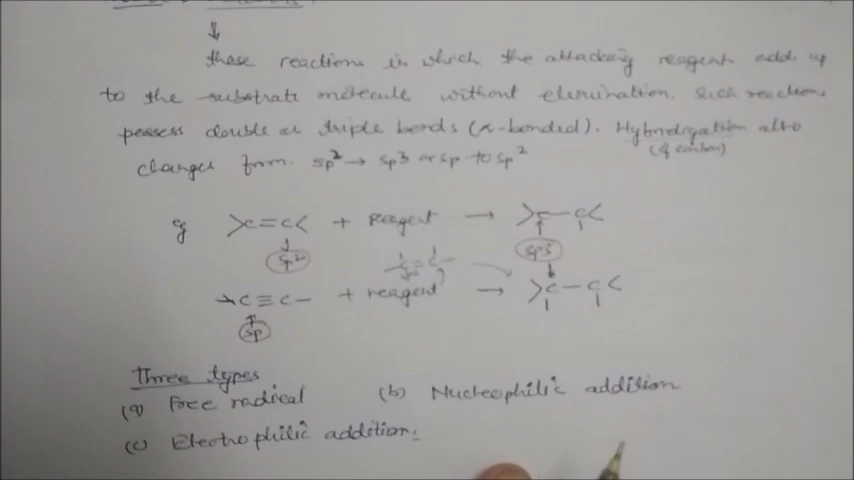 those reactions in which the attacking reagent adds up
to the substrate molecule without elimination. Such reactions
possess double or triple bonds (π-bonded). Hybridization also
(of carbon)
changes from sp² → sp3 or sp to sp²
eg >C=C< + reagent → >C–C<
sp² sp3
C=C
–C≡C– + reagent → >C–C<
sp
Three types
(a) Free radical (b) Nucleophilic addition
(c) Electrophilic addition: